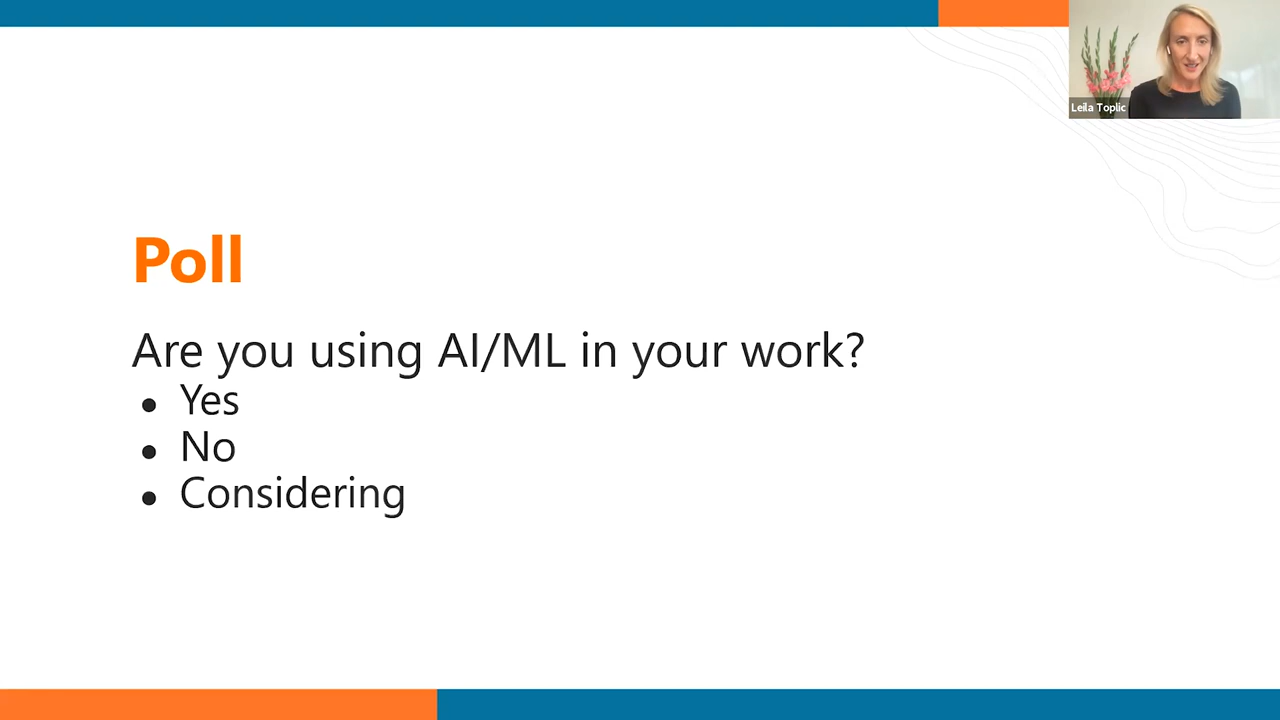 Leila Toplic
Poll
Are you using AI/ML in your work?
● Yes
● No
● Considering